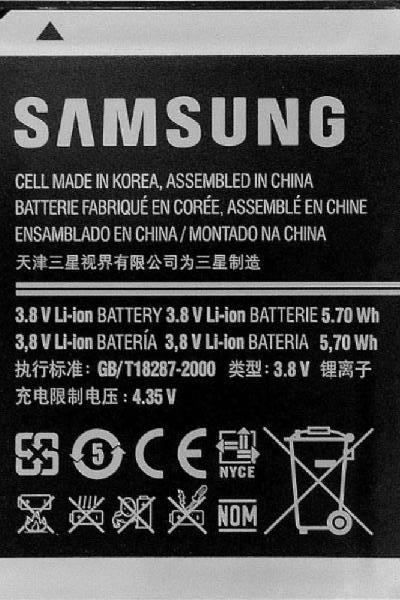 SAMSUNG
CELL MADE IN KOREA, ASSEMBLED IN CHINA
BATTERIE FABRIQUÉ EN CORÉE, ASSEMBLÉ EN CHINE
ENSAMBLADO EN CHINA / MONTADO NA CHINA
天津三星视界有限公司为三星制造
3.8 V Li-ion BATTERY 3.8 V Li-ion BATTERIE 5.70 Wh
3,8 V Li-ion BATERÍA 3,8 V Li-ion BATERIA 5,70 Wh
执行标准: GB/T18287-2000 类型: 3.8 V 锂离子
充电限制电压: 4.35 V
5 CE NYCE
NOM